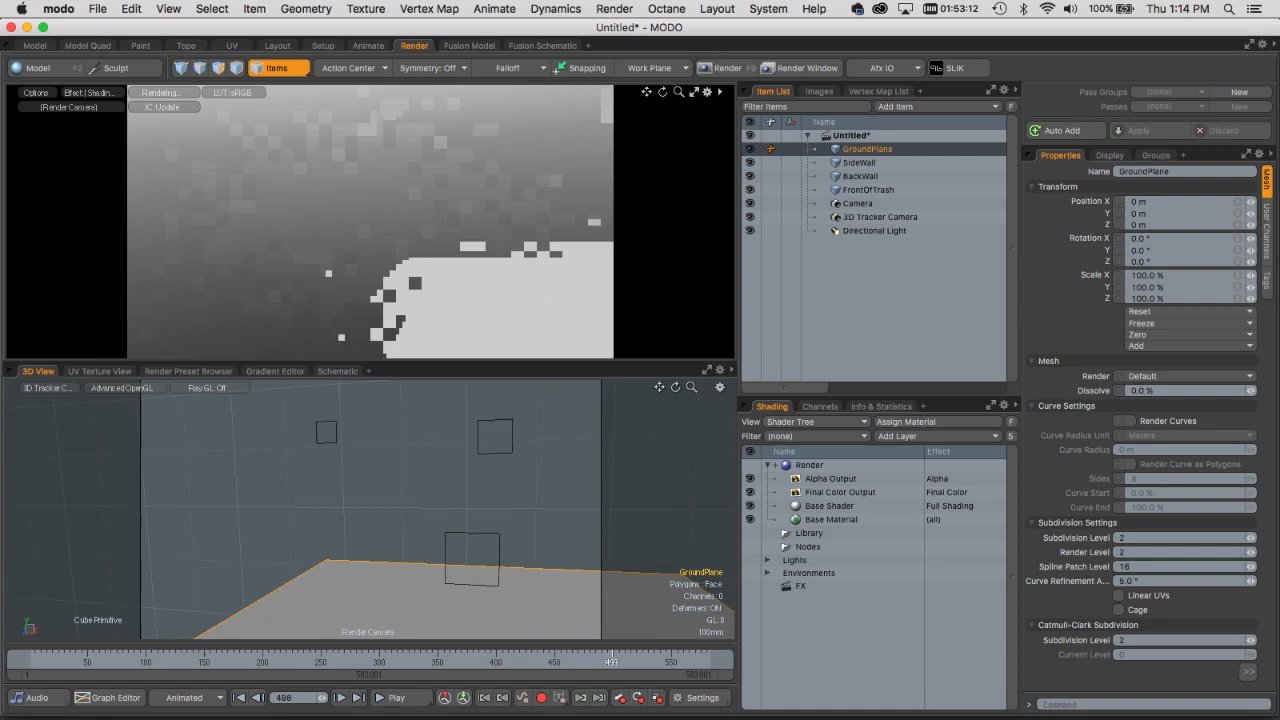 modo File Edit View Select Item Geometry Texture Vertex Map Animate Dynamics Render Octane Layout System Help 01:53:12 100% Thu 1:14 PM
Untitled* - MODO
Model Model Quad Paint Topo UV Layout Setup Animate Render Fusion Model Fusion Schematic +
Model F2 Sculpt Items Action Center Symmetry: Off Falloff Snapping Work Plane Render F9 Render Window Afx IO SLIK
Options Effect (Shadin... Rendering... LUT: sRGB
(Render Camera) IC: Update
Item List Images Vertex Map List +
Filter Items Add Item F
Name
Untitled*
GroundPlane
SideWall
BackWall
FrontOfTrash
Camera
3D Tracker Camera
Directional Light
Pass Groups (none) New
Passes (none) New
Auto Add Apply Discard
Properties Display Groups +
Name GroundPlane
Transform
Position X 0 m
Y 0 m
Z 0 m
Rotation X 0.0 °
Y 0.0 °
Z 0.0 °
Scale X 100.0 %
Y 100.0 %
Z 100.0 %
Reset
Freeze
Zero
Add
Mesh
Render Default
Dissolve 0.0 %
Curve Settings
Render Curves
Curve Radius Unit Meters
Curve Radius 0 m
Render Curve as Polygons
Sides 6
Curve Start 0.0 %
Curve End 100.0 %
Subdivision Settings
Subdivision Level 2
Render Level 2
Spline Patch Level 16
Curve Refinement A... 5.0 °
Linear UVs
Cage
Catmull-Clark Subdivision
Subdivision Level 2
Current Level 0
>>
Mesh
User Channels
Tags
3D View UV Texture View Render Preset Browser Gradient Editor Schematic +
3D Tracker C... Advanced OpenGL Ray GL: Off
GroundPlane
Polygons : Face
Channels: 0
Deformers: ON
GL: 8
100 mm
Cube Primitive
Render Camera
Shading Channels Info & Statistics +
View Shader Tree Assign Material F
Filter (none) Add Layer S
Name Effect
Render
Alpha Output Alpha
Final Color Output Final Color
Base Shader Full Shading
Base Material (all)
Library
Nodes
Lights
Environments
FX
50 100 150 200 250 300 350 400 450 499 550
1 582.001 583.001
Audio Graph Editor Animated 498 Play Settings
Command